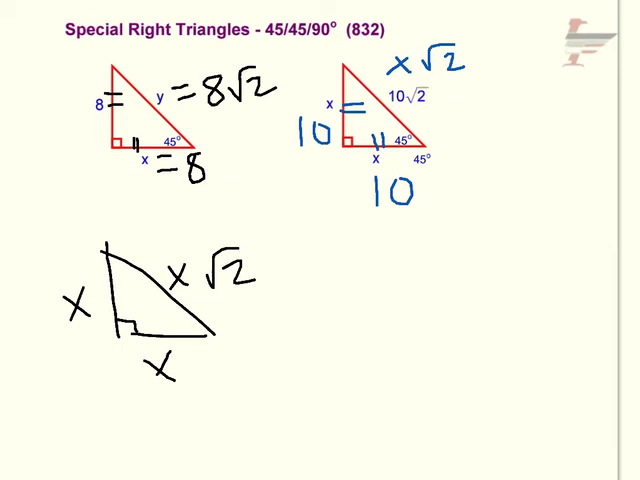 Special Right Triangles - 45/45/90° (832)
8
y = 8√2
45°
x = 8
x√2
x
10√2
10
45°
x
45°
10
x√2
x
x